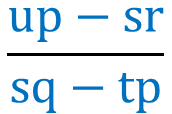 up − sr
sq − tp